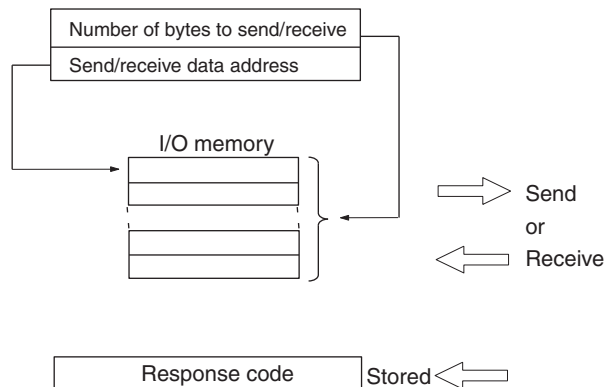 Number of bytes to send/receive
Send/receive data address
I/O memory
Send
or
Receive
Response code
Stored